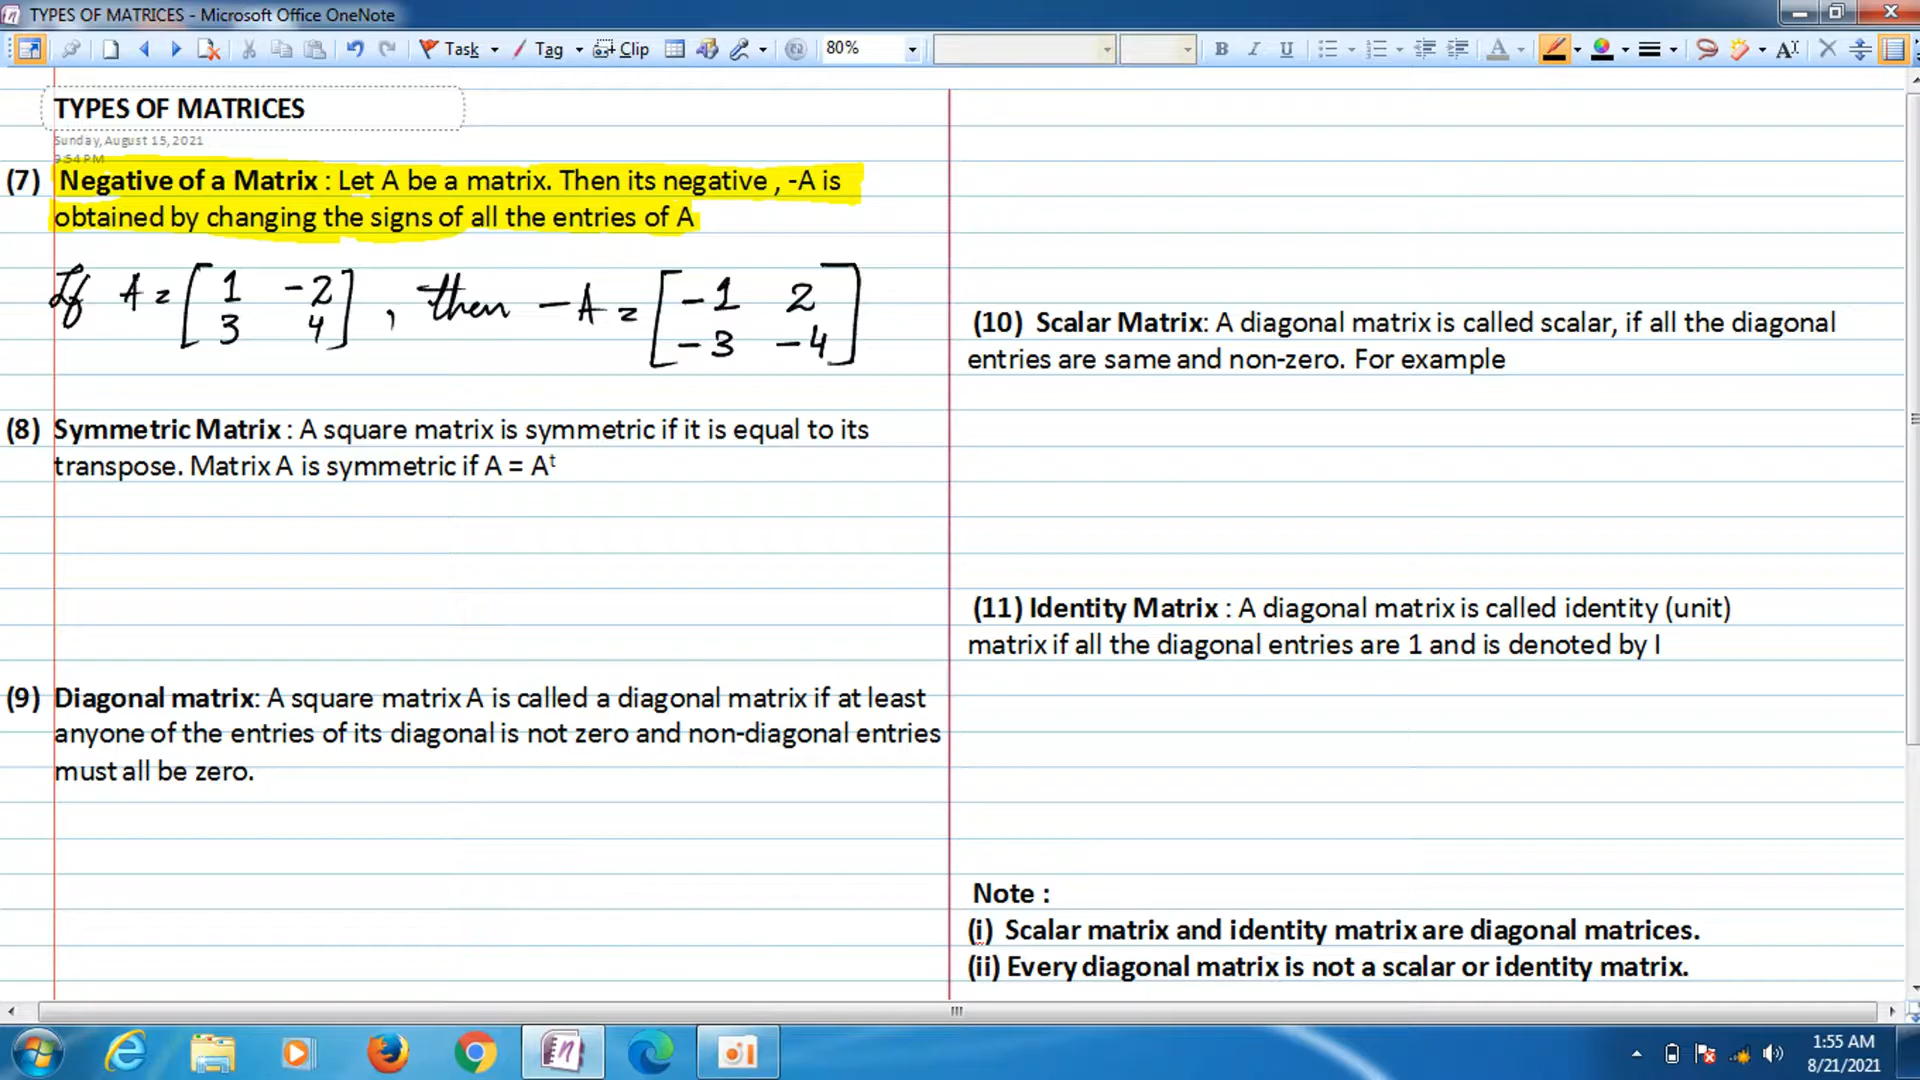 TYPES OF MATRICES - Microsoft Office OneNote
Task Tag Clip 80% B I U
TYPES OF MATRICES
Sunday, August 15, 2021
9:54 PM
(7) Negative of a Matrix : Let A be a matrix. Then its negative , -A is
obtained by changing the signs of all the entries of A
If A = [ 1 -2 ] , then -A = [ -1 2 ]
[ 3 4 ] [ -3 -4 ]
(8) Symmetric Matrix : A square matrix is symmetric if it is equal to its
transpose. Matrix A is symmetric if A = Aᵗ
(9) Diagonal matrix: A square matrix A is called a diagonal matrix if at least
anyone of the entries of its diagonal is not zero and non-diagonal entries
must all be zero.
(10) Scalar Matrix: A diagonal matrix is called scalar, if all the diagonal
entries are same and non-zero. For example
(11) Identity Matrix : A diagonal matrix is called identity (unit)
matrix if all the diagonal entries are 1 and is denoted by I
Note :
(i) Scalar matrix and identity matrix are diagonal matrices.
(ii) Every diagonal matrix is not a scalar or identity matrix.
1:55 AM
8/21/2021